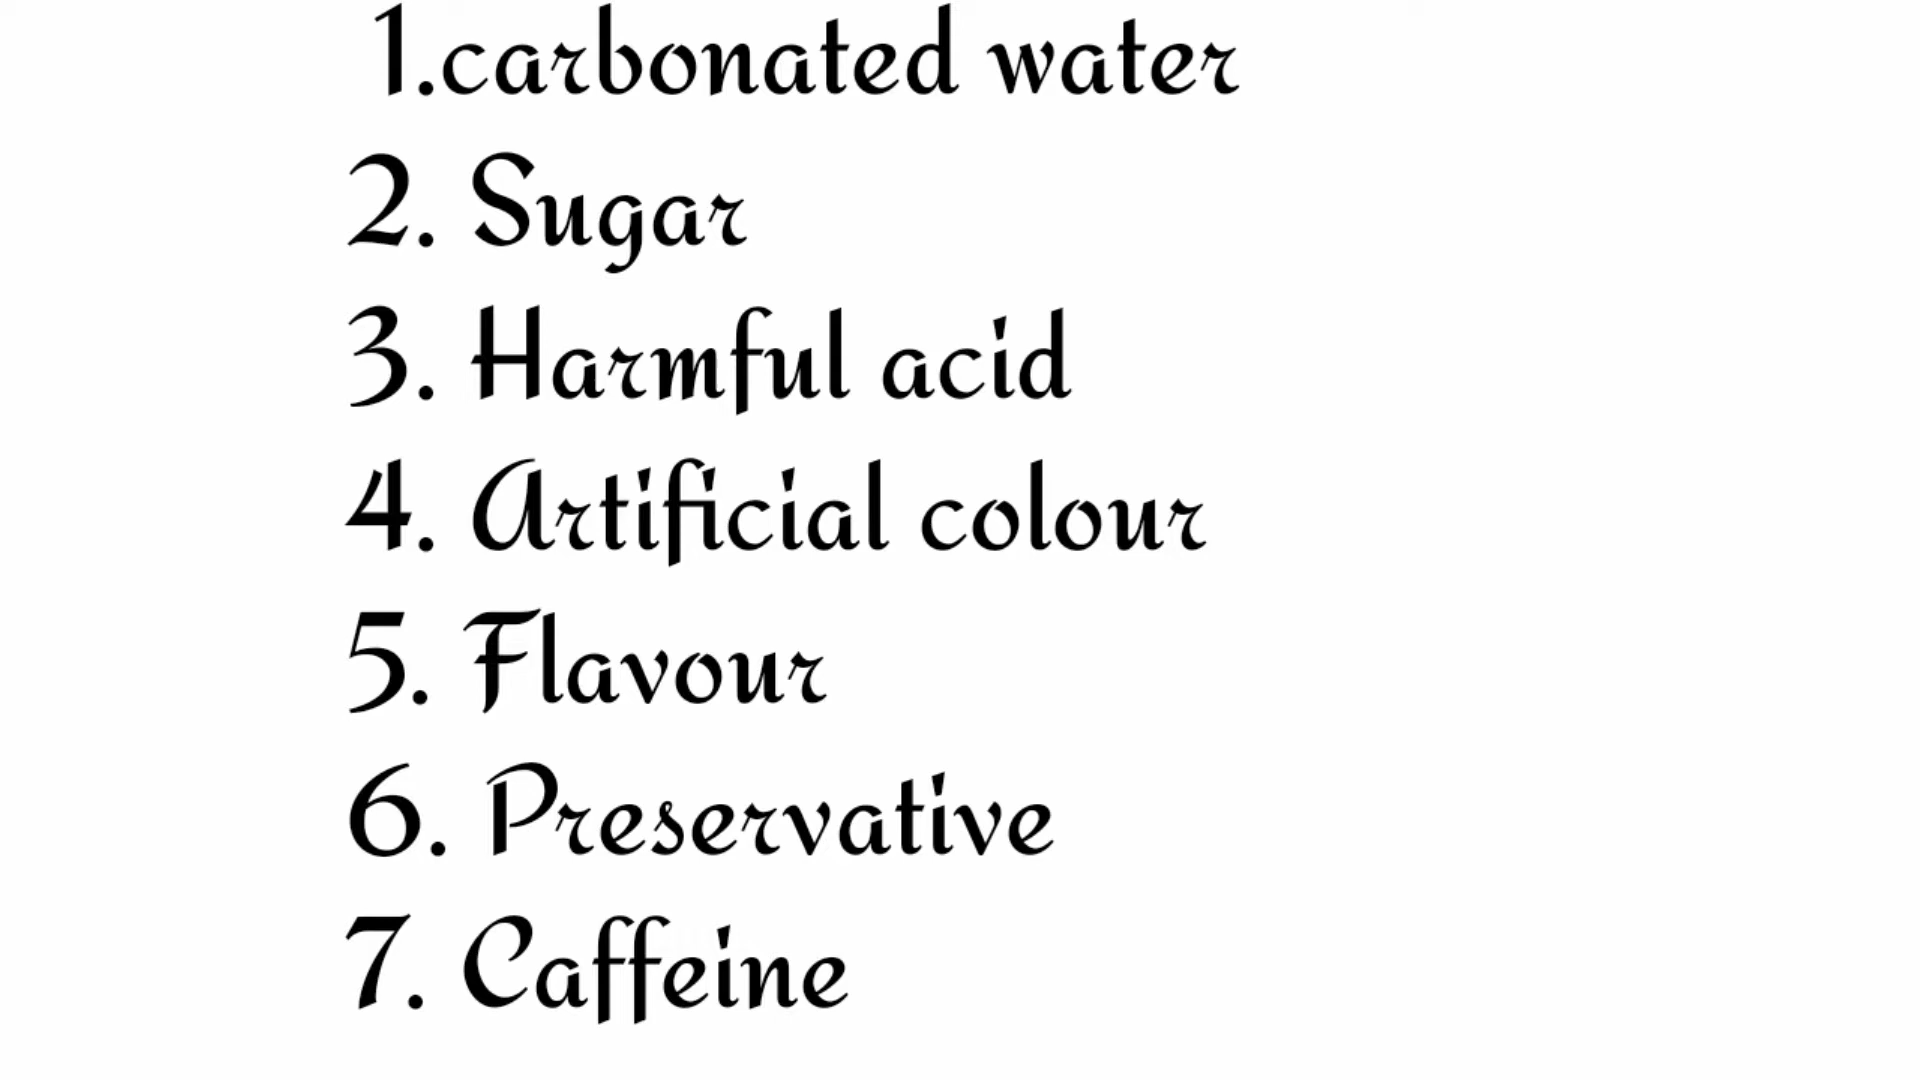 1.carbonated water
2. Sugar
3. Harmful acid
4. Artificial colour
5. Flavour
6. Preservative
7. Caffeine